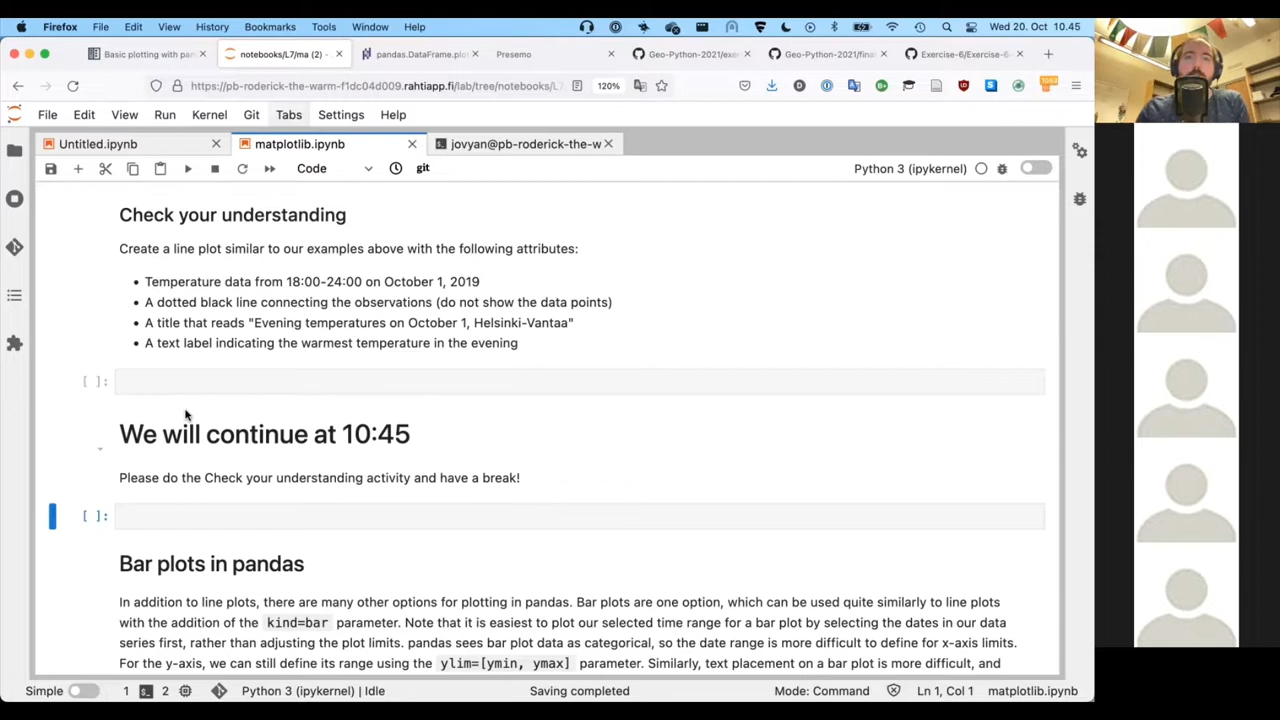 Firefox File Edit View History Bookmarks Tools Window Help Wed 20. Oct 10.45
Basic plotting with pan notebooks/L7/ma (2) - pandas.DataFrame.plo Presemo Geo-Python-2021/exer Geo-Python-2021/fina Exercise-6/Exercise-6-
https://pb-roderick-the-warm-f1dc04d009.rahtiapp.fi/lab/tree/notebooks/L7 120%
File Edit View Run Kernel Git Tabs Settings Help
Untitled.ipynb matplotlib.ipynb jovyan@pb-roderick-the-w
Code git Python 3 (ipykernel)
Check your understanding
Create a line plot similar to our examples above with the following attributes:
• Temperature data from 18:00-24:00 on October 1, 2019
• A dotted black line connecting the observations (do not show the data points)
• A title that reads "Evening temperatures on October 1, Helsinki-Vantaa"
• A text label indicating the warmest temperature in the evening
[ ]:
We will continue at 10:45
Please do the Check your understanding activity and have a break!
[ ]:
Bar plots in pandas
In addition to line plots, there are many other options for plotting in pandas. Bar plots are one option, which can be used quite similarly to line plots
with the addition of the kind=bar parameter. Note that it is easiest to plot our selected time range for a bar plot by selecting the dates in our data
series first, rather than adjusting the plot limits. pandas sees bar plot data as categorical, so the date range is more difficult to define for x-axis limits.
For the y-axis, we can still define its range using the ylim=[ymin, ymax] parameter. Similarly, text placement on a bar plot is more difficult, and
Simple 1 2 Python 3 (ipykernel) | Idle Saving completed Mode: Command Ln 1, Col 1 matplotlib.ipynb